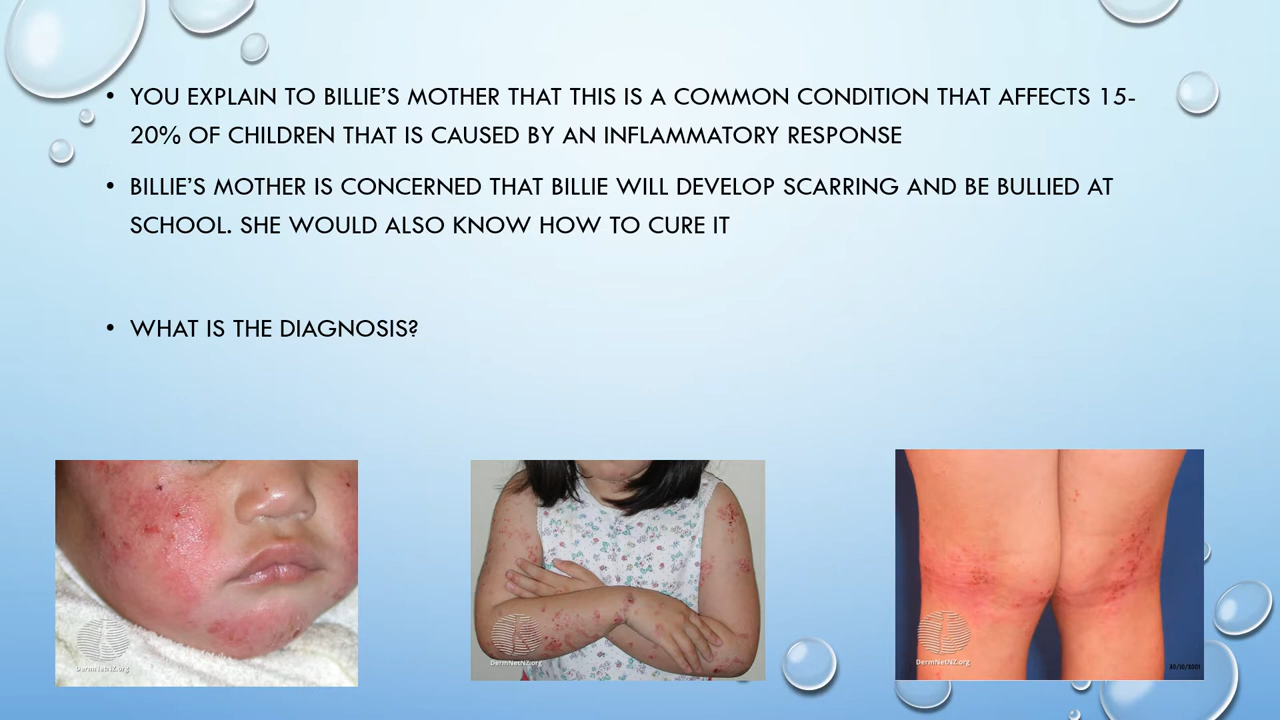 • YOU EXPLAIN TO BILLIE’S MOTHER THAT THIS IS A COMMON CONDITION THAT AFFECTS 15-
20% OF CHILDREN THAT IS CAUSED BY AN INFLAMMATORY RESPONSE
• BILLIE’S MOTHER IS CONCERNED THAT BILLIE WILL DEVELOP SCARRING AND BE BULLIED AT
SCHOOL. SHE WOULD ALSO KNOW HOW TO CURE IT
• WHAT IS THE DIAGNOSIS?
DermNetNZ.org
DermNetNZ.org
DermNetNZ.org